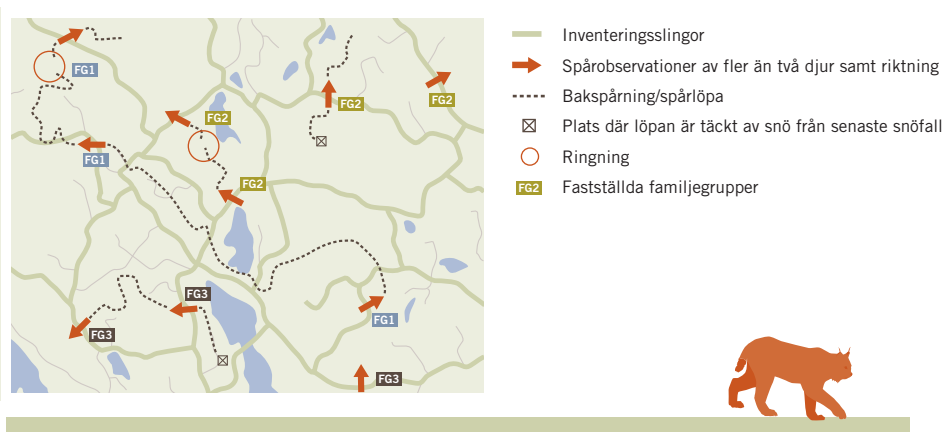 FG1
FG2
FG2
FG2
FG1
FG2
FG3
FG1
FG3
FG3
Inventeringsslingor
Spårobservationer av fler än två djur samt riktning
Bakspårning/spårlöpa
Plats där löpan är täckt av snö från senaste snöfall
Ringning
FG2 Fastställda familjegrupper